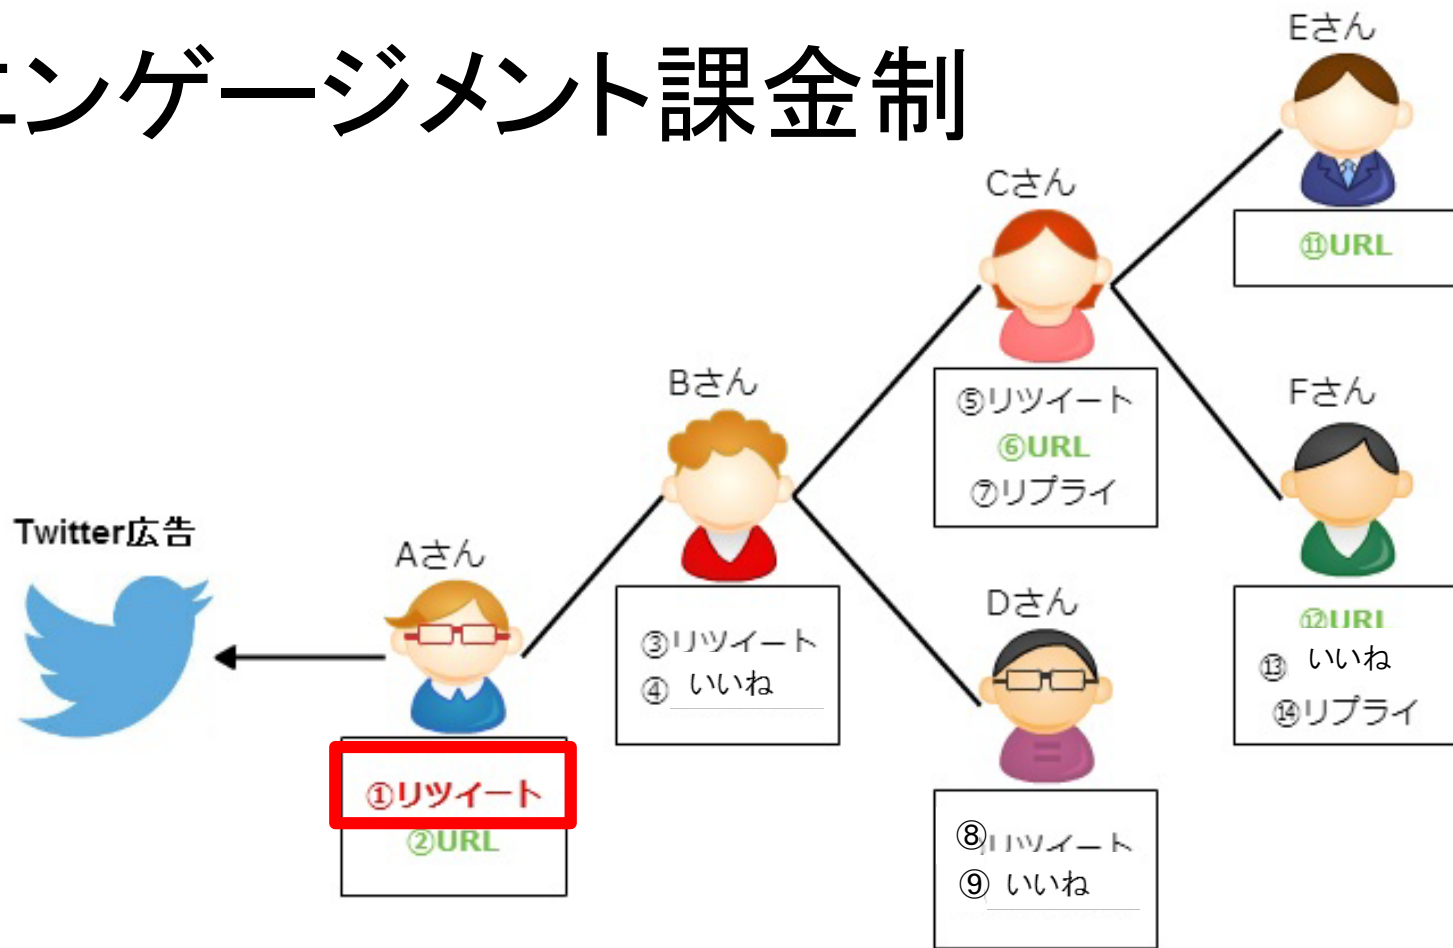 エンゲージメント課金制
Eさん
⑪URL
Cさん
⑤リツイート
⑥URL
⑦リプライ
Fさん
⑫URL
⑬ いいね
⑭リプライ
Bさん
③リツイート
④ いいね
Dさん
⑧リツイート
⑨ いいね
Twitter広告
Aさん
①リツイート
②URL